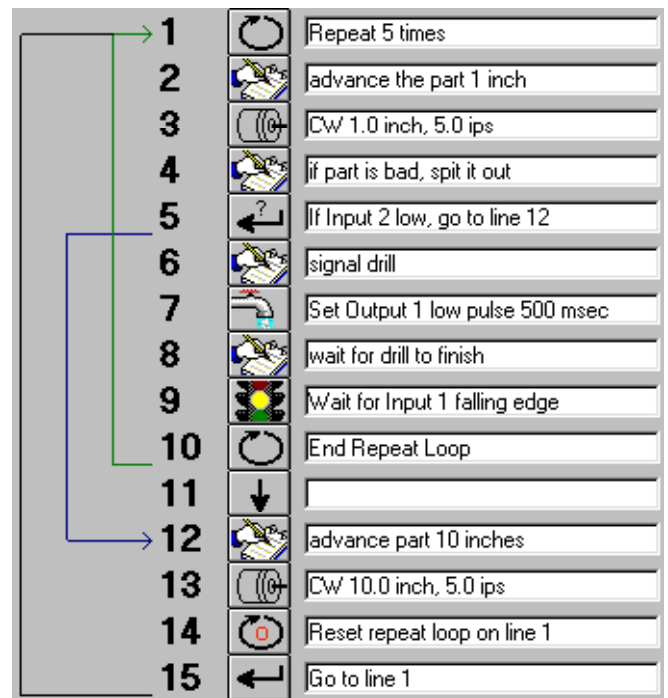 1 Repeat 5 times
2 advance the part 1 inch
3 CW 1.0 inch, 5.0 ips
4 if part is bad, spit it out
5 ? If Input 2 low, go to line 12
6 signal drill
7 Set Output 1 low pulse 500 msec
8 wait for drill to finish
9 Wait for Input 1 falling edge
10 End Repeat Loop
11
12 advance part 10 inches
13 CW 10.0 inch, 5.0 ips
14 0 Reset repeat loop on line 1
15 Go to line 1